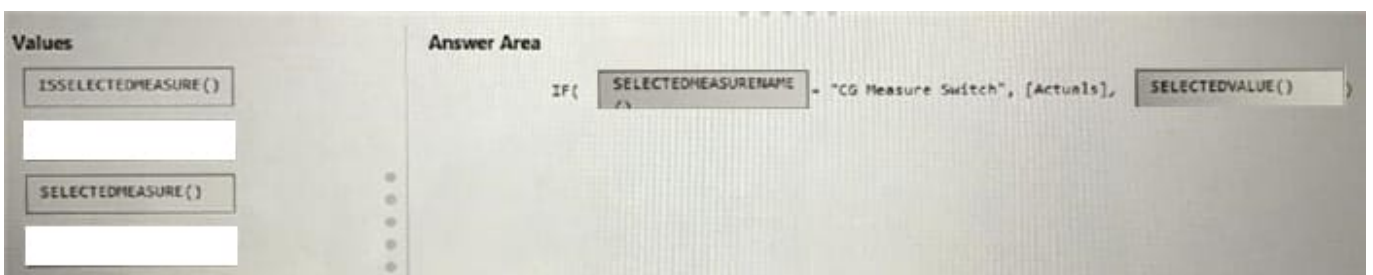 Values
Answer Area
ISSELECTEDMEASURE()
IF( SELECTEDMEASURENAME = "CG Measure Switch", [Actuals], SELECTEDVALUE() )
()
SELECTEDMEASURE()